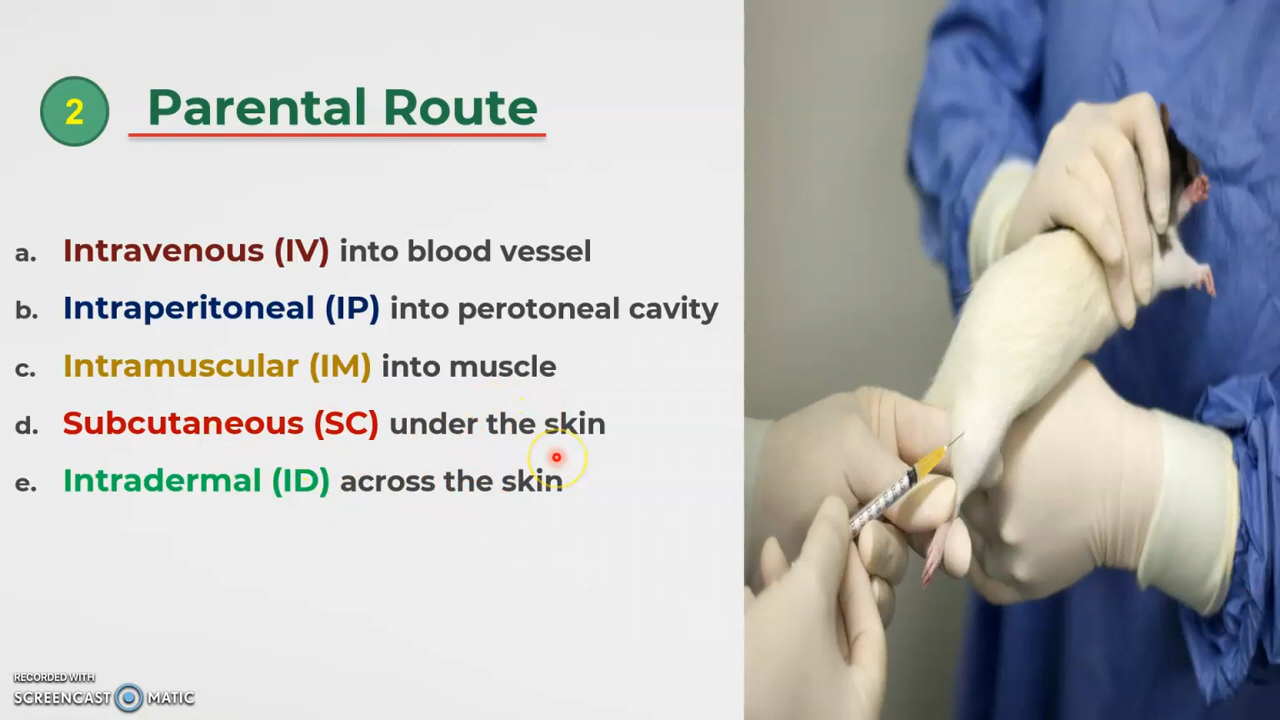 2 Parental Route
a. Intravenous (IV) into blood vessel
b. Intraperitoneal (IP) into perotoneal cavity
c. Intramuscular (IM) into muscle
d. Subcutaneous (SC) under the skin
e. Intradermal (ID) across the skin
RECORDED WITH
SCREENCAST MATIC